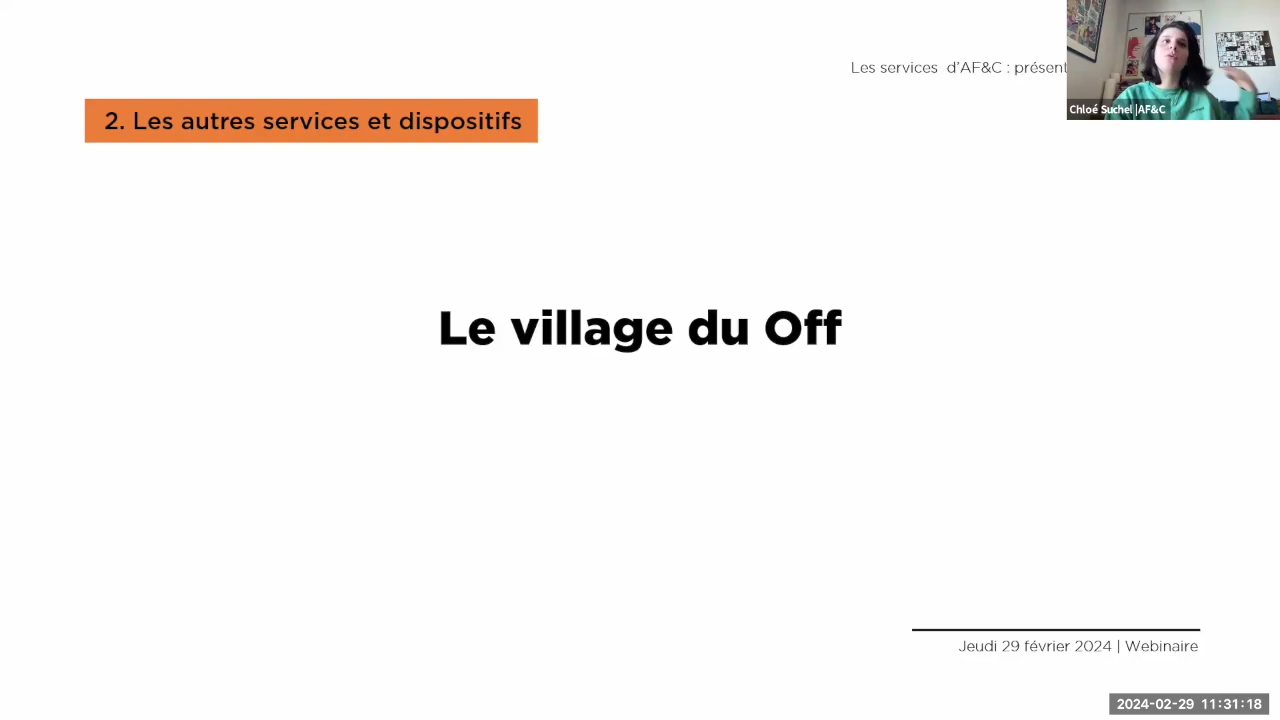 Les services d'AF&C : présent
Chloé Suchel |AF&C
2. Les autres services et dispositifs
Le village du Off
Jeudi 29 février 2024 | Webinaire
2024-02-29 11:31:18